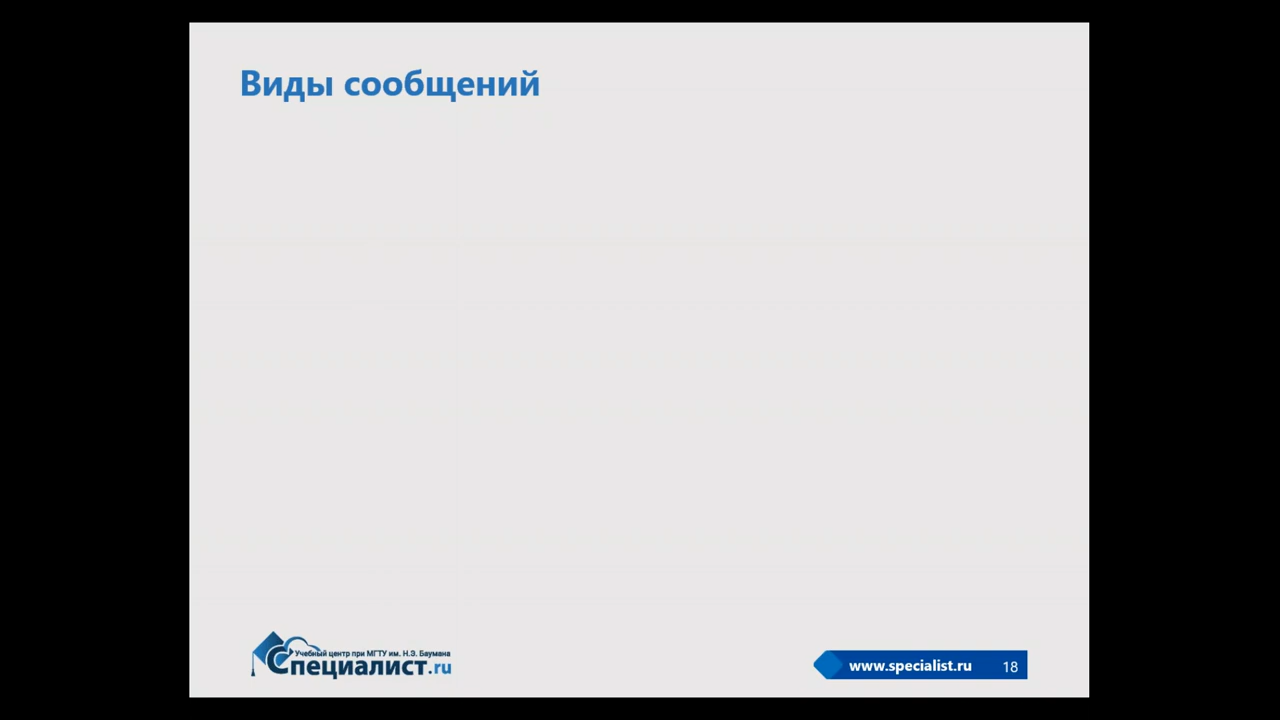 Виды сообщений
Учебный центр при МГТУ им. Н.Э. Баумана
Специалист.ru
www.specialist.ru 18